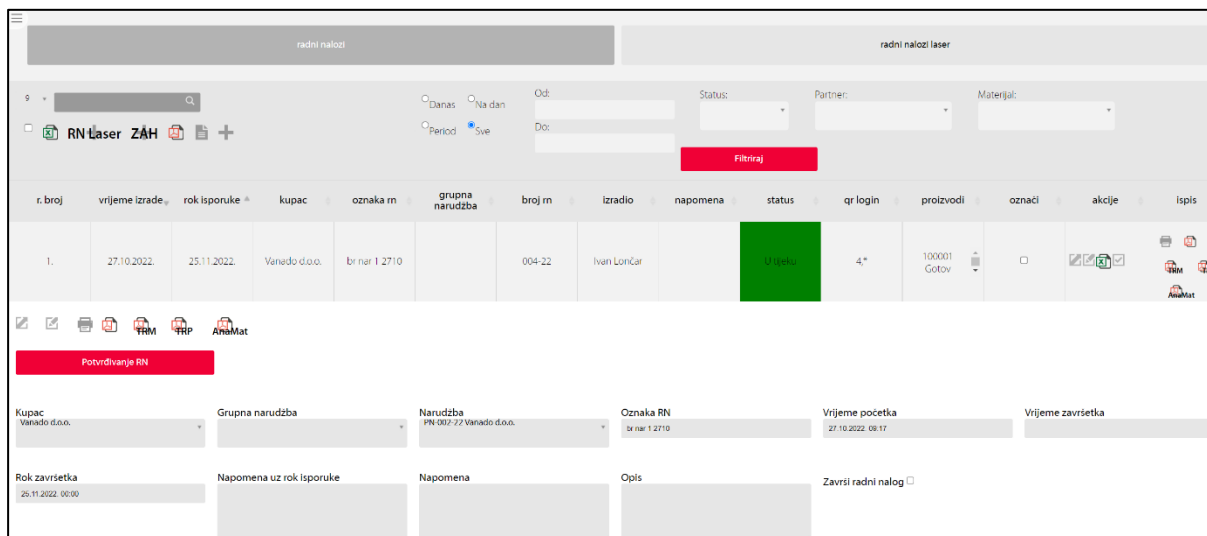 radni nalozi radni nalozi laser
9
Danas Na dan Od: Status: Partner: Materijal:
RN Laser ZAH Period Sve Do:
Filtriraj
r. broj vrijeme izrade rok isporuke kupac oznaka rn grupna narudžba broj rn izradio napomena status qr login proizvodi označi akcije ispis
1. 27.10.2022. 25.11.2022. Vanado d.o.o. br nar 1 2710 004-22 Ivan Lončar U tijeku 4,* 100001 Gotov
TRM
AnaMat
TRM TRP AnaMat
Potvrđivanje RN
Kupac Grupna narudžba Narudžba Oznaka RN Vrijeme početka Vrijeme završetka
Vanado d.o.o. PN-002-22 Vanado d.o.o. br nar 1 2710 27.10.2022. 09:17
Rok završetka Napomena uz rok isporuke Napomena Opis Završi radni nalog
25.11.2022. 00:00